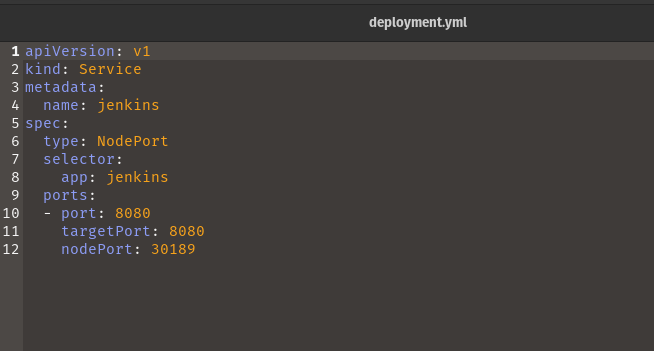 deployment.yml
1 apiVersion: v1
2 kind: Service
3 metadata:
4   name: jenkins
5 spec:
6   type: NodePort
7   selector:
8     app: jenkins
9   ports:
10   - port: 8080
11     targetPort: 8080
12     nodePort: 30189